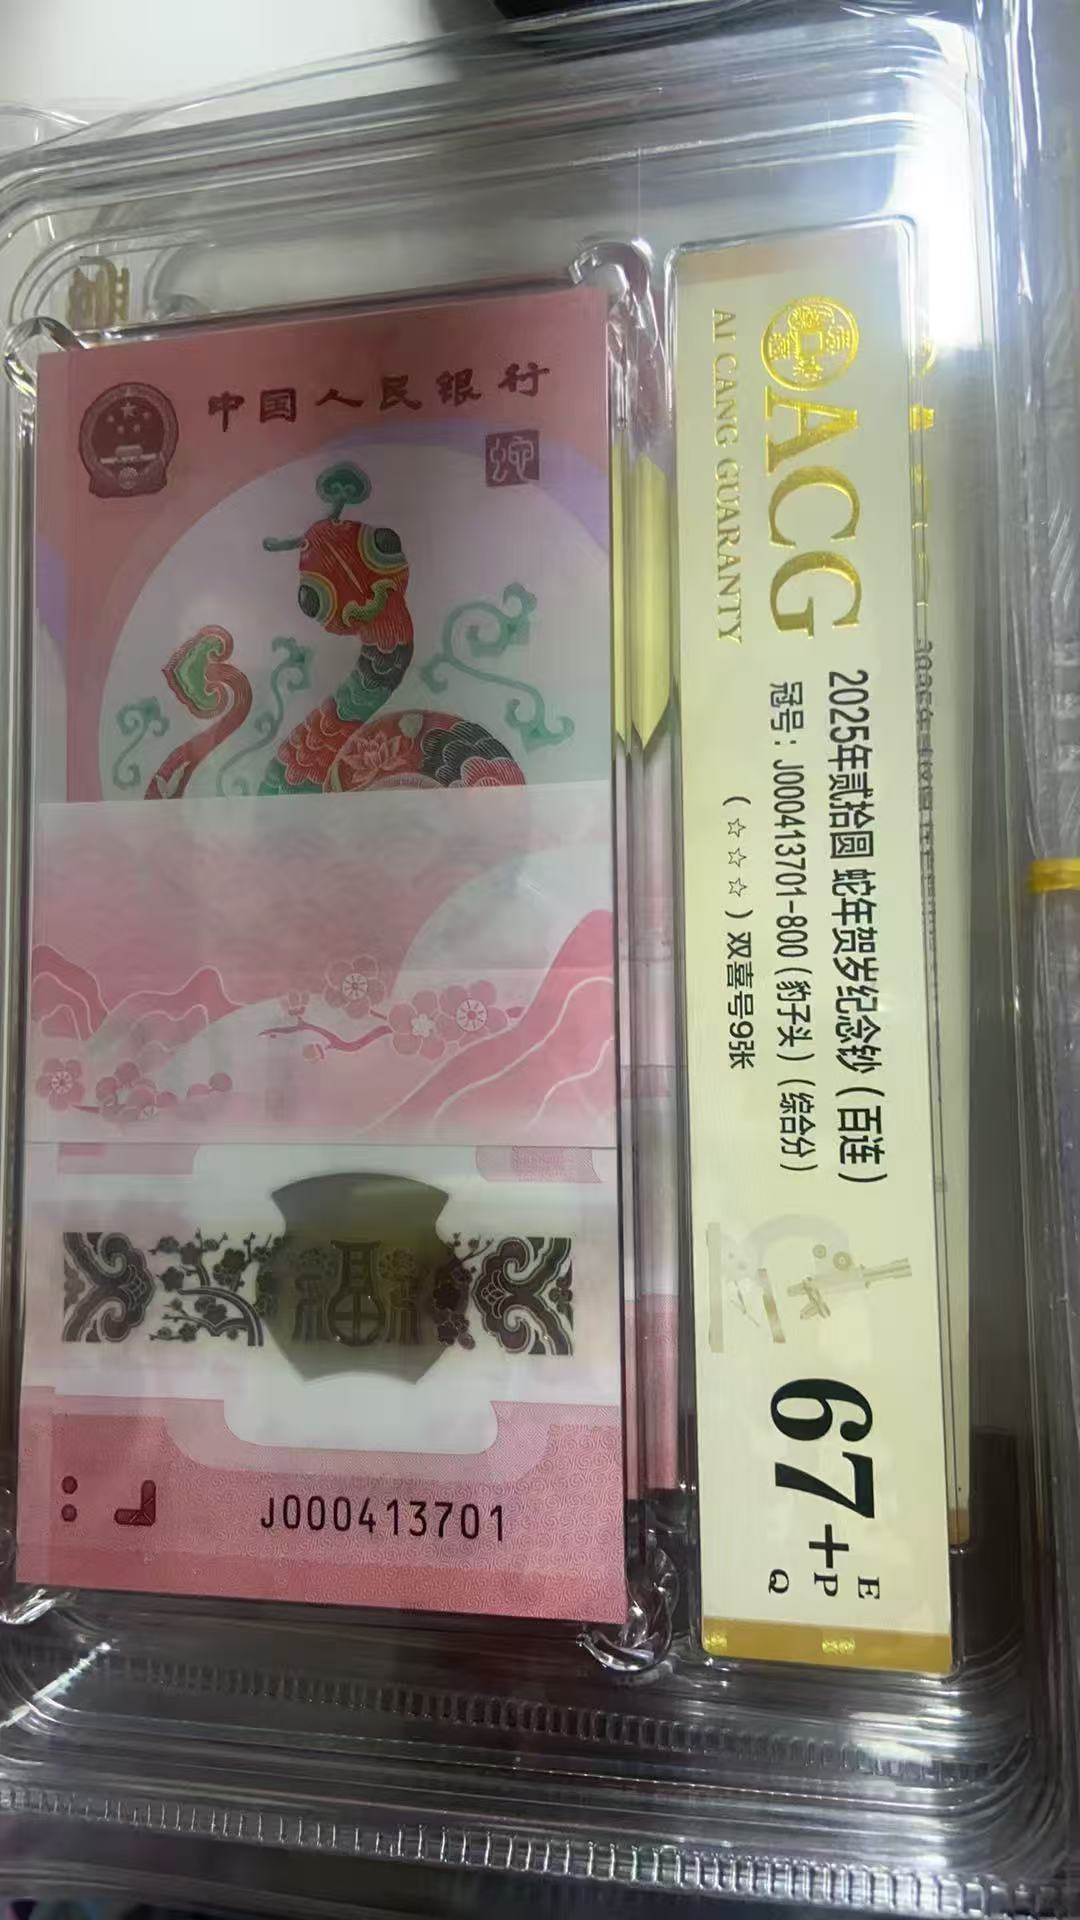 中国人民银行
蛇
福
J000413701
ACG
AI CANG GUARANTY
2025年贰拾圆 蛇年贺岁纪念钞（百连）
冠号：J000413701-800（豹子头）（综合分）
（☆☆☆）双喜号9张
67+
E
P
Q